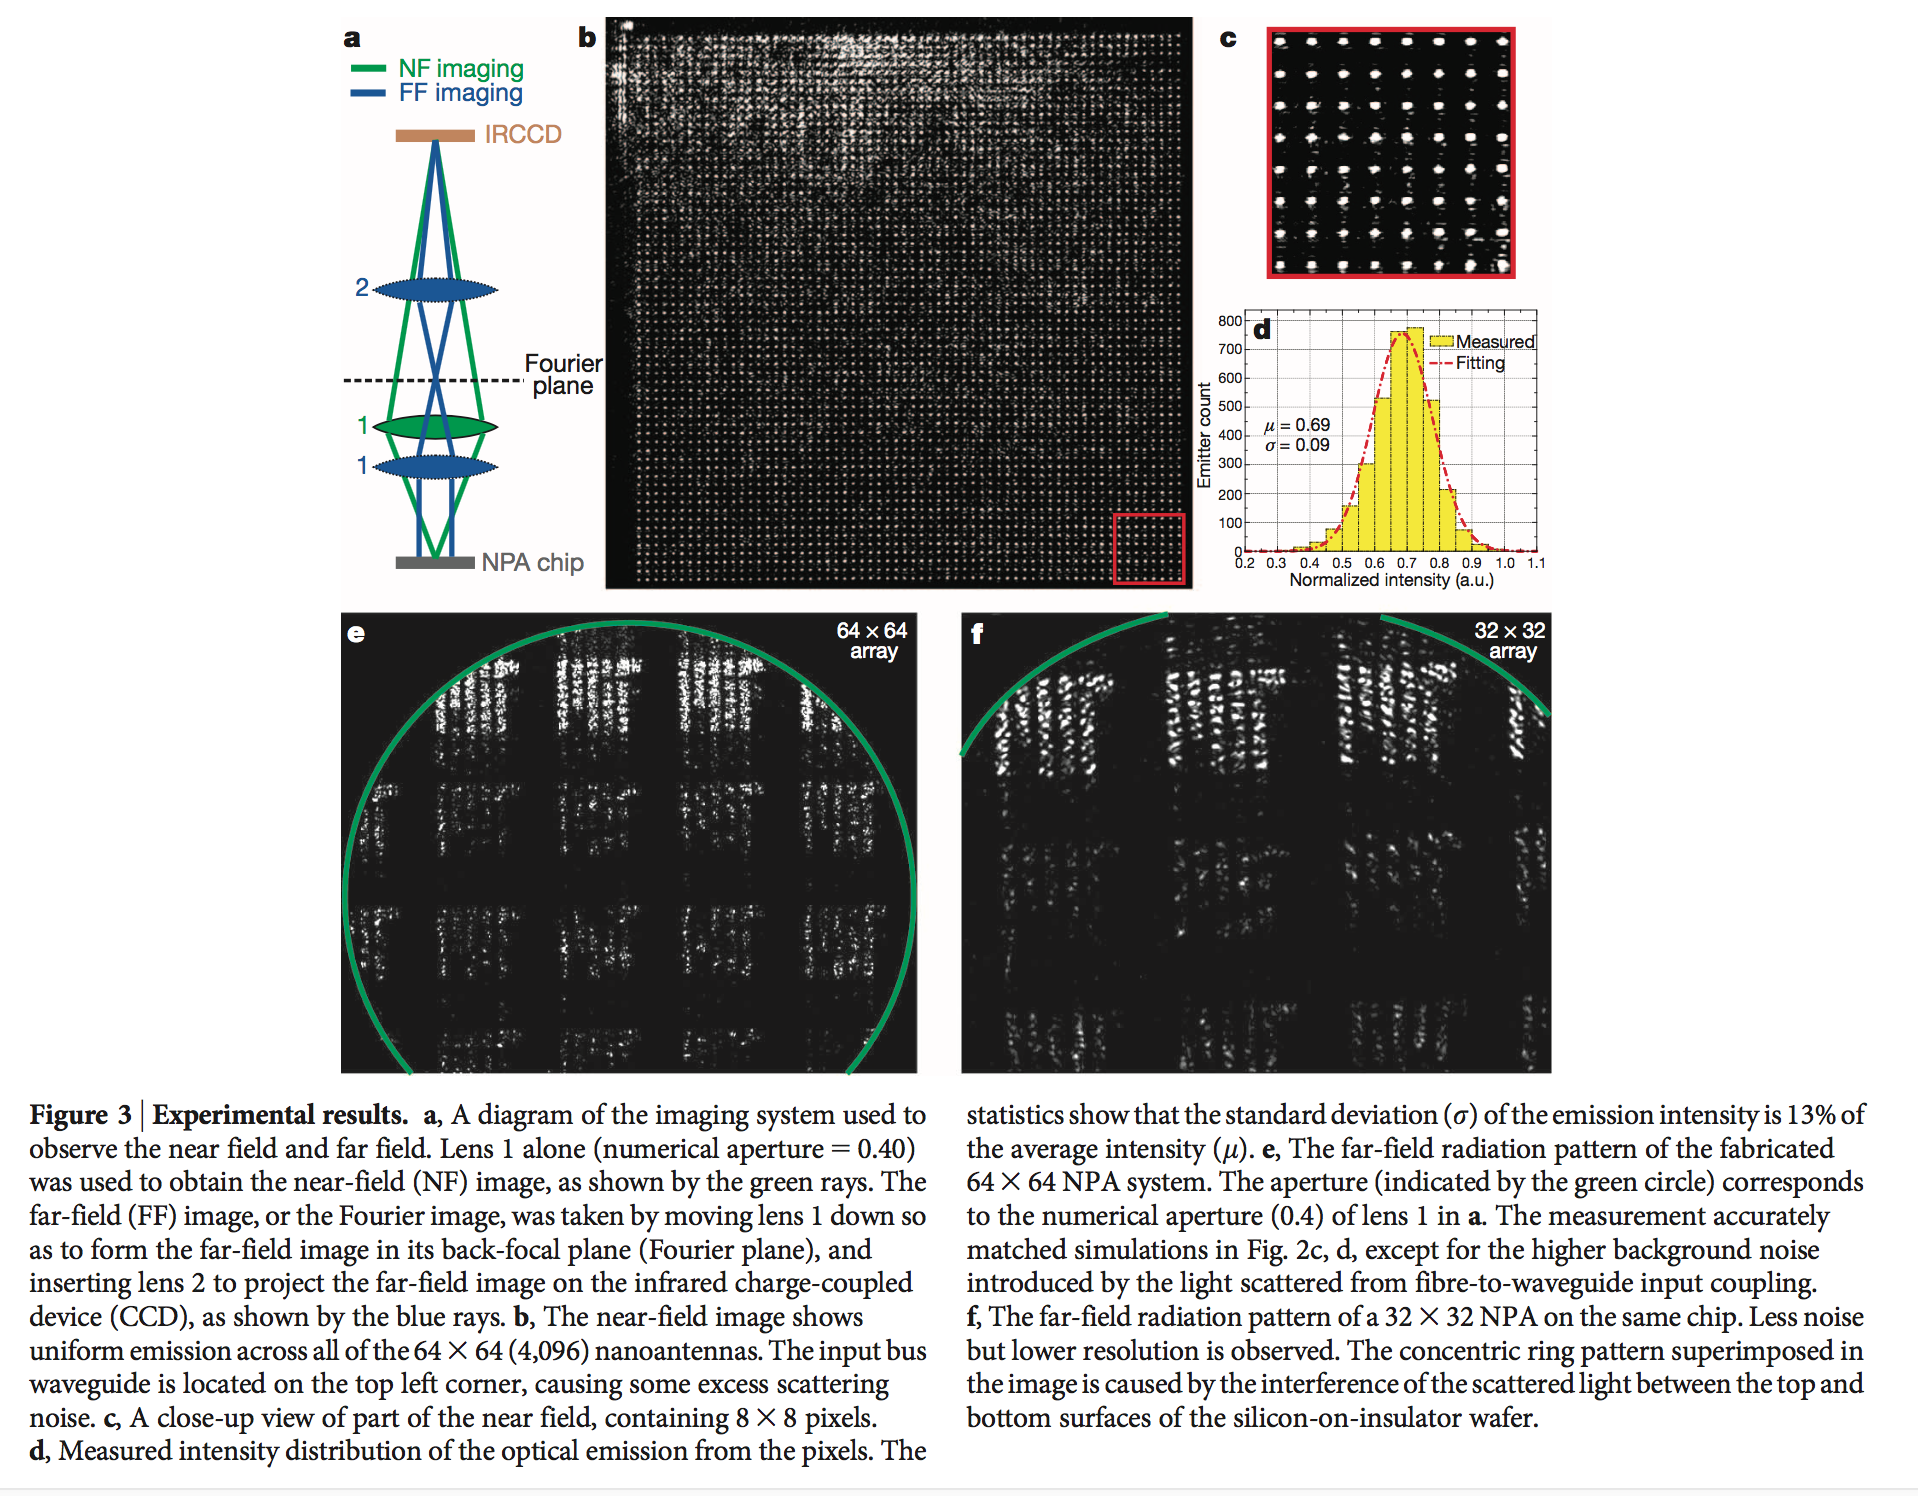 a
NF imaging
FF imaging
IRCCD
2
Fourier
plane
1
1
NPA chip
b
c
d
800
700
600
500
400
300
200
100
0
Emitter count
Measured
Fitting
μ = 0.69
σ = 0.09
0.2 0.3 0.4 0.5 0.6 0.7 0.8 0.9 1.0 1.1
Normalized intensity (a.u.)
e
64 × 64
array
f
32 × 32
array
Figure 3 | Experimental results. a, A diagram of the imaging system used to
observe the near field and far field. Lens 1 alone (numerical aperture = 0.40)
was used to obtain the near-field (NF) image, as shown by the green rays. The
far-field (FF) image, or the Fourier image, was taken by moving lens 1 down so
as to form the far-field image in its back-focal plane (Fourier plane), and
inserting lens 2 to project the far-field image on the infrared charge-coupled
device (CCD), as shown by the blue rays. b, The near-field image shows
uniform emission across all of the 64 × 64 (4,096) nanoantennas. The input bus
waveguide is located on the top left corner, causing some excess scattering
noise. c, A close-up view of part of the near field, containing 8 × 8 pixels.
d, Measured intensity distribution of the optical emission from the pixels. The
statistics show that the standard deviation (σ) of the emission intensity is 13% of
the average intensity (μ). e, The far-field radiation pattern of the fabricated
64 × 64 NPA system. The aperture (indicated by the green circle) corresponds
to the numerical aperture (0.4) of lens 1 in a. The measurement accurately
matched simulations in Fig. 2c, d, except for the higher background noise
introduced by the light scattered from fibre-to-waveguide input coupling.
f, The far-field radiation pattern of a 32 × 32 NPA on the same chip. Less noise
but lower resolution is observed. The concentric ring pattern superimposed in
the image is caused by the interference of the scattered light between the top and
bottom surfaces of the silicon-on-insulator wafer.